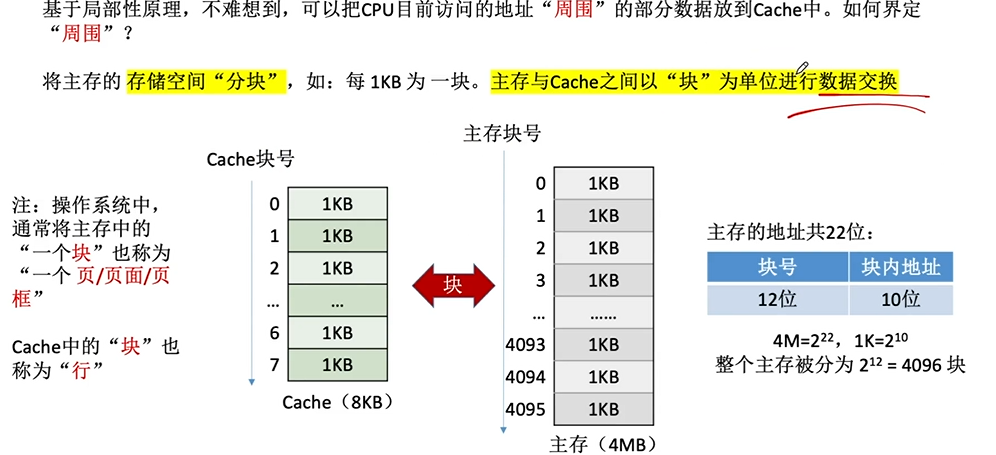 基于局部性原理，不难想到，可以把CPU目前访问的地址“周围”的部分数据放到Cache中。如何界定
“周围”？
将主存的 存储空间“分块”，如：每 1KB 为 一块。主存与Cache之间以“块”为单位进行数据交换
主存块号
Cache块号
注：操作系统中，
通常将主存中的
“一个块”也称为
“一个 页/页面/页
框”
Cache中的“块”也
称为“行”
0 1KB
1 1KB
2 1KB
... ...
6 1KB
7 1KB
Cache（8KB）
块
0 1KB
1 1KB
2 1KB
3 1KB
... ......
4093 1KB
4094 1KB
4095 1KB
主存（4MB）
主存的地址共22位：
块号 块内地址
12位 10位
4M=2²²，1K=2¹⁰
整个主存被分为 2¹² = 4096 块